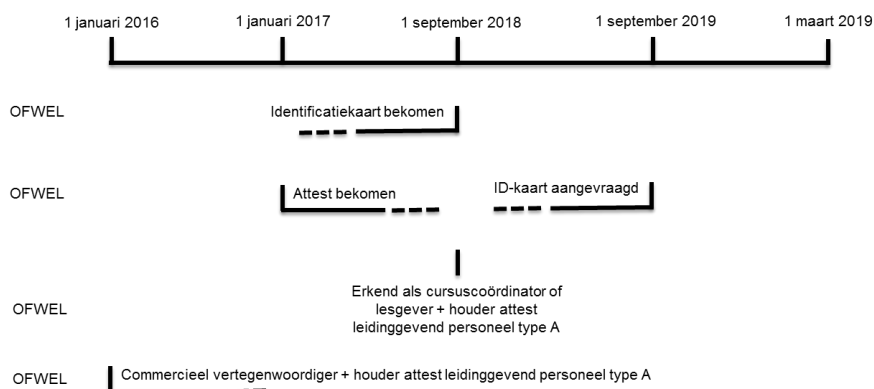 1 januari 2016 1 januari 2017 1 september 2018 1 september 2019 1 maart 2019
OFWEL Identificatiekaart bekomen
OFWEL Attest bekomen ID-kaart aangevraagd
Erkend als cursuscoördinator of
OFWEL lesgever + houder attest
leidinggevend personeel type A
OFWEL Commercieel vertegenwoordiger + houder attest leidinggevend personeel type A